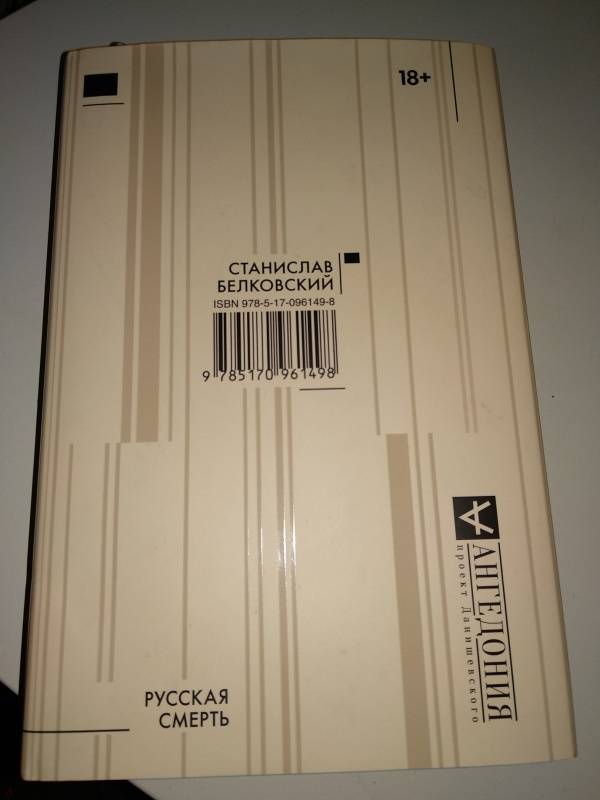 18+
СТАНИСЛАВ
БЕЛКОВСКИЙ
ISBN 978-5-17-096149-8
9 785170 961498
АНГЕДОНИЯ
проект Данишевского
РУССКАЯ
СМЕРТЬ